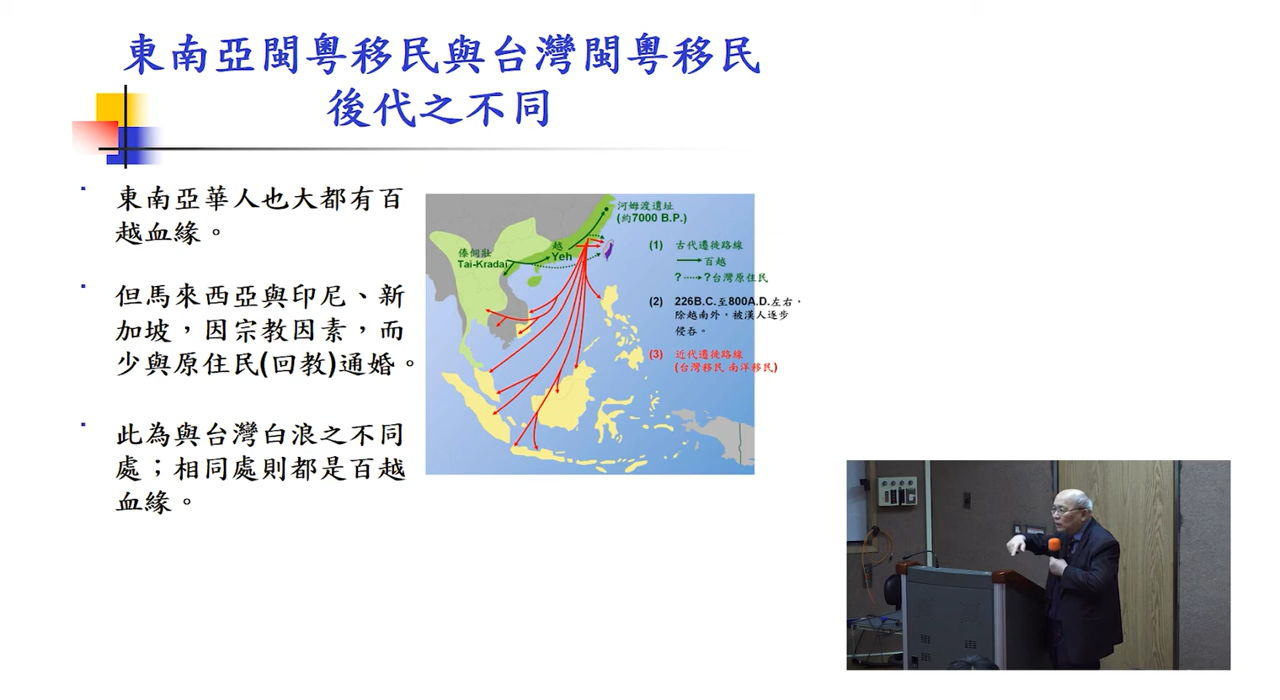 東南亞閩粵移民與台灣閩粵移民
後代之不同
東南亞華人也大都有百
越血緣。
但馬來西亞與印尼、新
加坡，因宗教因素，而
少與原住民(回教)通婚。
此為與台灣白浪之不同
處；相同處則都是百越
血緣。
河姆渡遺址
(約7000 B.P.)
越
Yeh
傣侗壯
Tai-Kradai
(1) 古代遷徙路線
百越
? ? 台灣原住民
(2) 226B.C.至800A.D.左右，
除越南外，被漢人逐步
侵吞。
(3) 近代遷徙路線
(台灣移民 南洋移民)